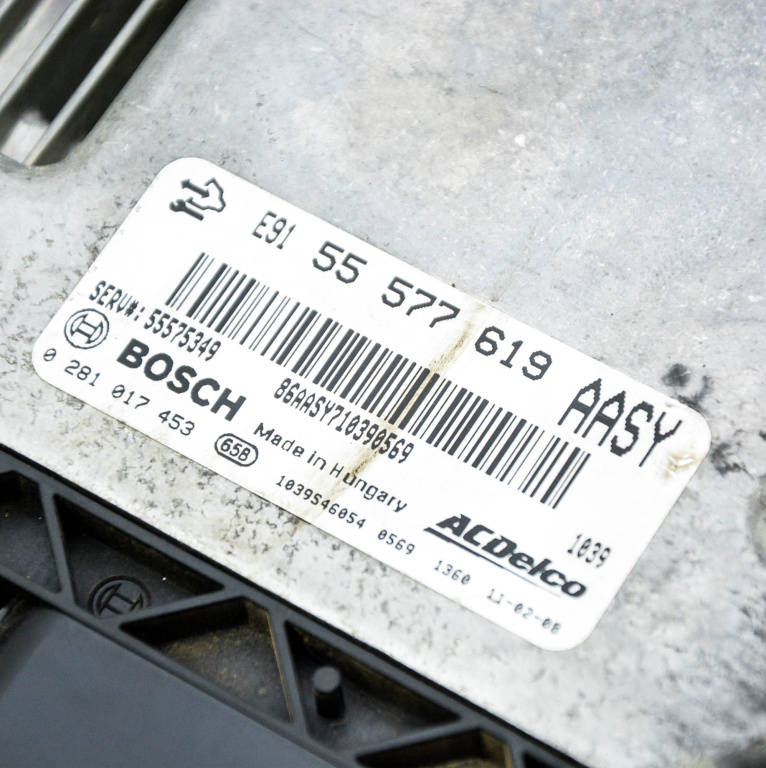 E91 55 577 619 AASY
SERV#: 55575349
86AASY710390569
BOSCH
0 281 017 453
65B
Made in Hungary
1039S46054 0569 1360 11-02-08
ACDelco
1039